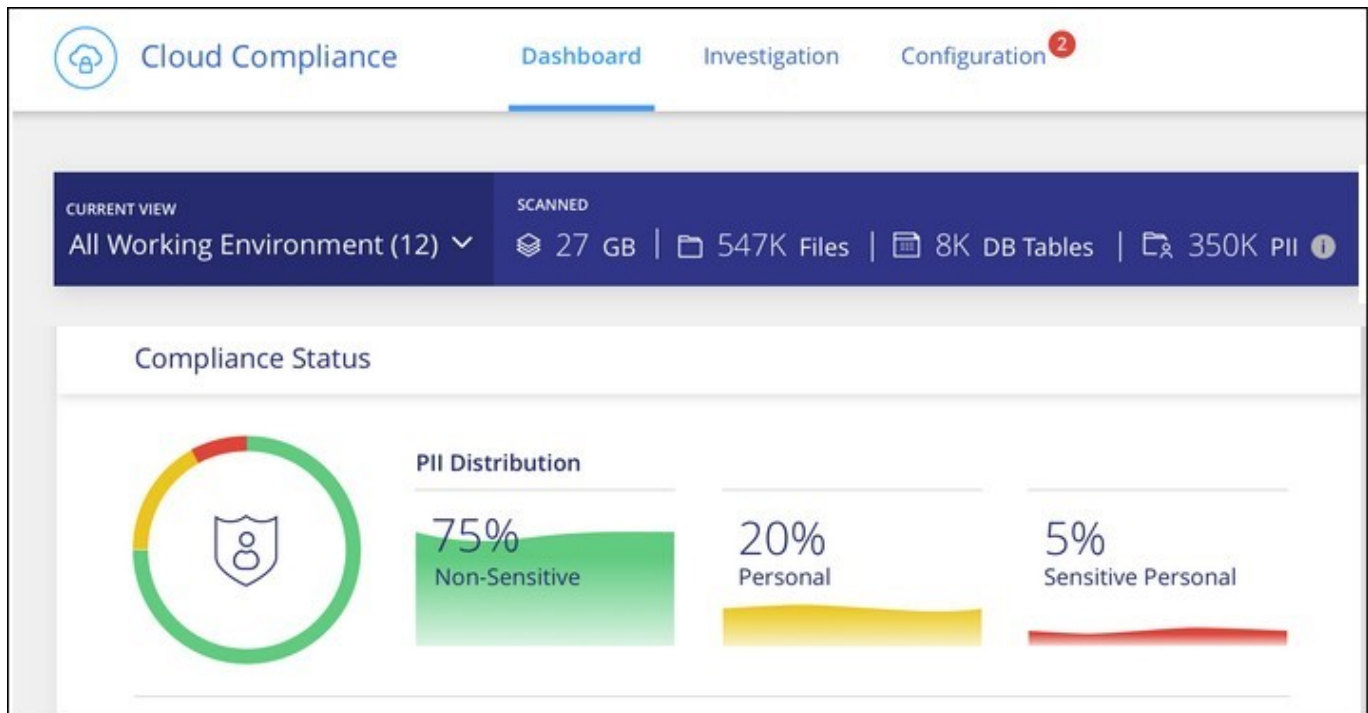 Cloud Compliance Dashboard Investigation Configuration 2
CURRENT VIEW
All Working Environment (12)
SCANNED
27 GB | 547K Files | 8K DB Tables | 350K PII i
Compliance Status
PII Distribution
75%
Non-Sensitive
20%
Personal
5%
Sensitive Personal